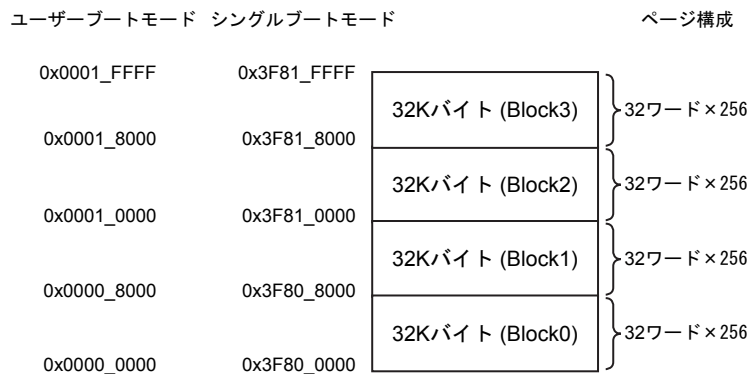 ユーザーブートモード シングルブートモード ページ構成
0x0001_FFFF 0x3F81_FFFF
32Kバイト (Block3) 32ワード×256
0x0001_8000 0x3F81_8000
32Kバイト (Block2) 32ワード×256
0x0001_0000 0x3F81_0000
32Kバイト (Block1) 32ワード×256
0x0000_8000 0x3F80_8000
32Kバイト (Block0) 32ワード×256
0x0000_0000 0x3F80_0000